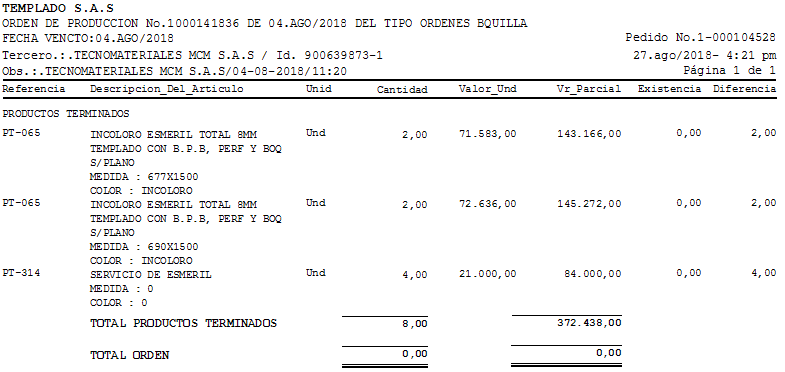 TEMPLADO S.A.S
ORDEN DE PRODUCCION No.1000141836 DE 04.AGO/2018 DEL TIPO ORDENES BQUILLA
FECHA VENCTO:04.AGO/2018 Pedido No.1-000104528
Tercero.:.TECNOMATERIALES MCM S.A.S / Id. 900639873-1 27.ago/2018- 4:21 pm
Obs.:.TECNOMATERIALES MCM S.A.S/04-08-2018/11:20 Página 1 de 1
Referencia Descripcion_Del_Articulo Unid Cantidad Valor_Und Vr_Parcial Existencia Diferencia
PRODUCTOS TERMINADOS
PT-065 INCOLORO ESMERIL TOTAL 8MM Und 2,00 71.583,00 143.166,00 0,00 2,00
TEMPLADO CON B.P.B, PERF Y BOQ
S/PLANO
MEDIDA : 677X1500
COLOR : INCOLORO
PT-065 INCOLORO ESMERIL TOTAL 8MM Und 2,00 72.636,00 145.272,00 0,00 2,00
TEMPLADO CON B.P.B, PERF Y BOQ
S/PLANO
MEDIDA : 690X1500
COLOR : INCOLORO
PT-314 SERVICIO DE ESMERIL Und 4,00 21.000,00 84.000,00 0,00 4,00
MEDIDA : 0
COLOR : 0
TOTAL PRODUCTOS TERMINADOS 8,00 372.438,00
TOTAL ORDEN 0,00 0,00